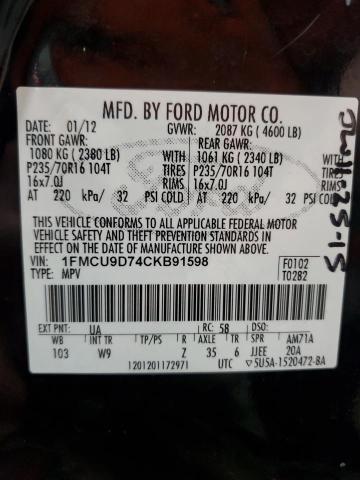 MFD. BY FORD MOTOR CO.
DATE: 01/12 GVWR: 2087 KG ( 4600 LB)
FRONT GAWR: REAR GAWR:
1080 KG ( 2380 LB) 1061 KG ( 2340 LB)
P235/70R16 104T TIRES P235/70R16 104T
16x7.0J RIMS 16x7.0J
AT 220 kPa/ 32 PSI COLD AT 220 kPa/ 32 PSI COLD
THIS VEHICLE CONFORMS TO ALL APPLICABLE FEDERAL MOTOR
VEHICLE SAFETY STANDARDS IN EFFECT ON THE DATE OF
MANUFACTURE SHOWN ABOVE.
VIN: 1FMCU9D74CKB91598 F0102
TYPE: MPV T0282
EXT PNT: UA RC: 58 DSO:
WB INT TR TP/PS R AXLE TR SPR AM71A
103 W9 Z 35 6 JJEE 20A
1201201172971 UTC ▽5U5A-1520472-BA